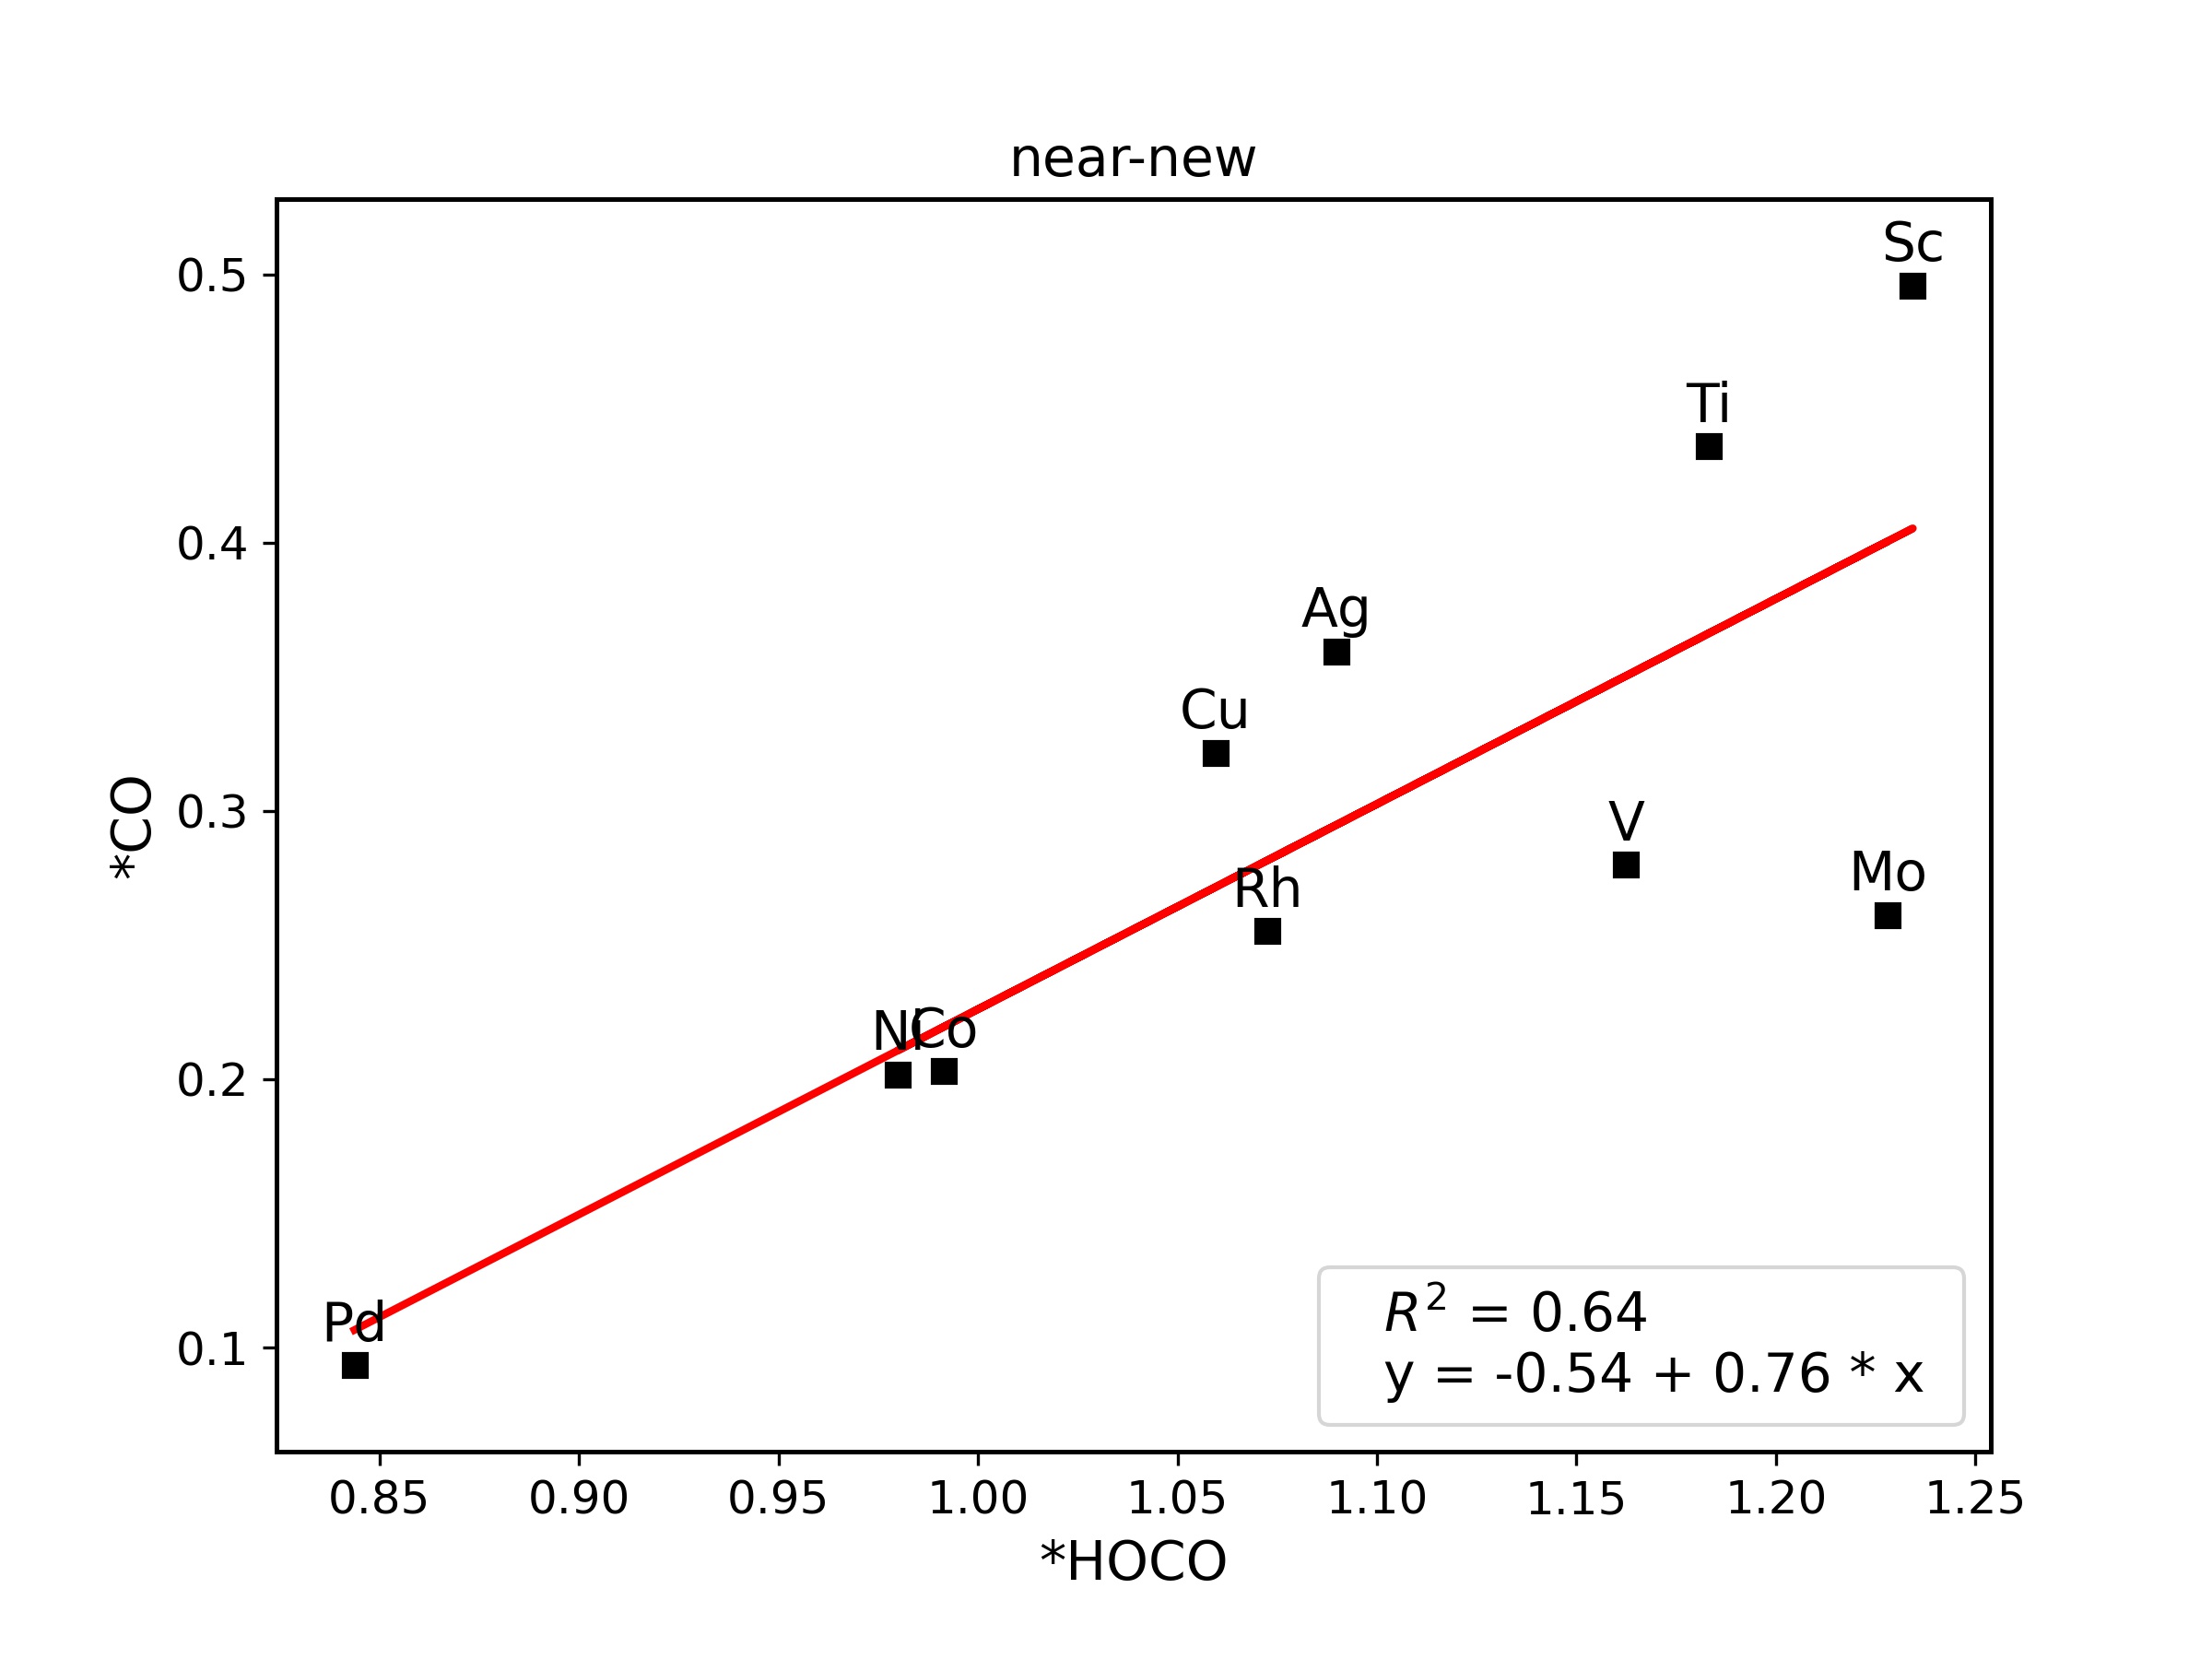 near-new
Sc
0.5
Ti
0.4
Ag
Cu
*CO
0.3
V
Mo
Rh
Ni
Co
0.2
Pd
0.1
R² = 0.64
y = -0.54 + 0.76 * x
0.85 0.90 0.95 1.00 1.05 1.10 1.15 1.20 1.25
*HOCO